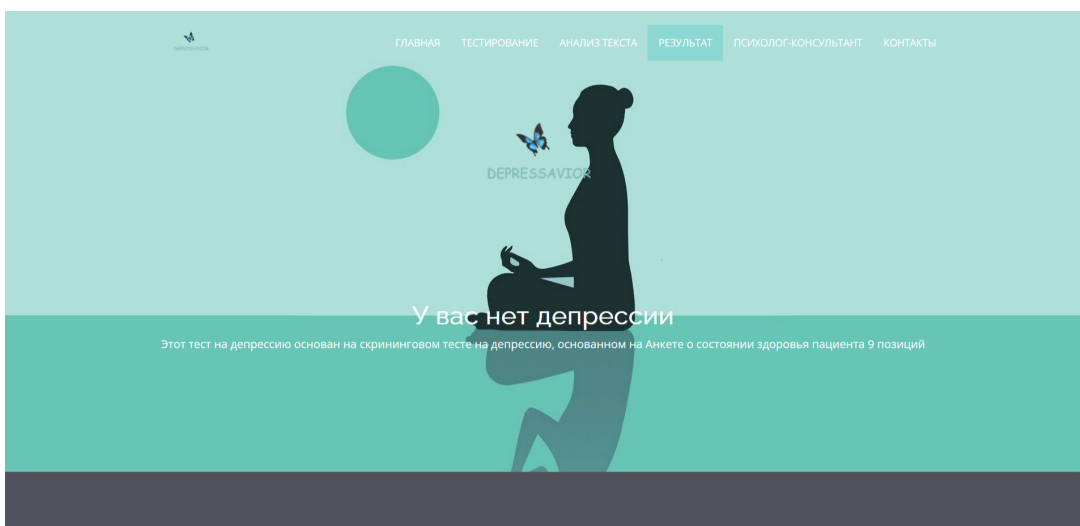 DEPRESSAVIOR
ГЛАВНАЯ ТЕСТИРОВАНИЕ АНАЛИЗ ТЕКСТА РЕЗУЛЬТАТ ПСИХОЛОГ-КОНСУЛЬТАНТ КОНТАКТЫ
DEPRESSAVIOR
У вас нет депрессии
Этот тест на депрессию основан на скрининговом тесте на депрессию, основанном на Анкете о состоянии здоровья пациента 9 позиций